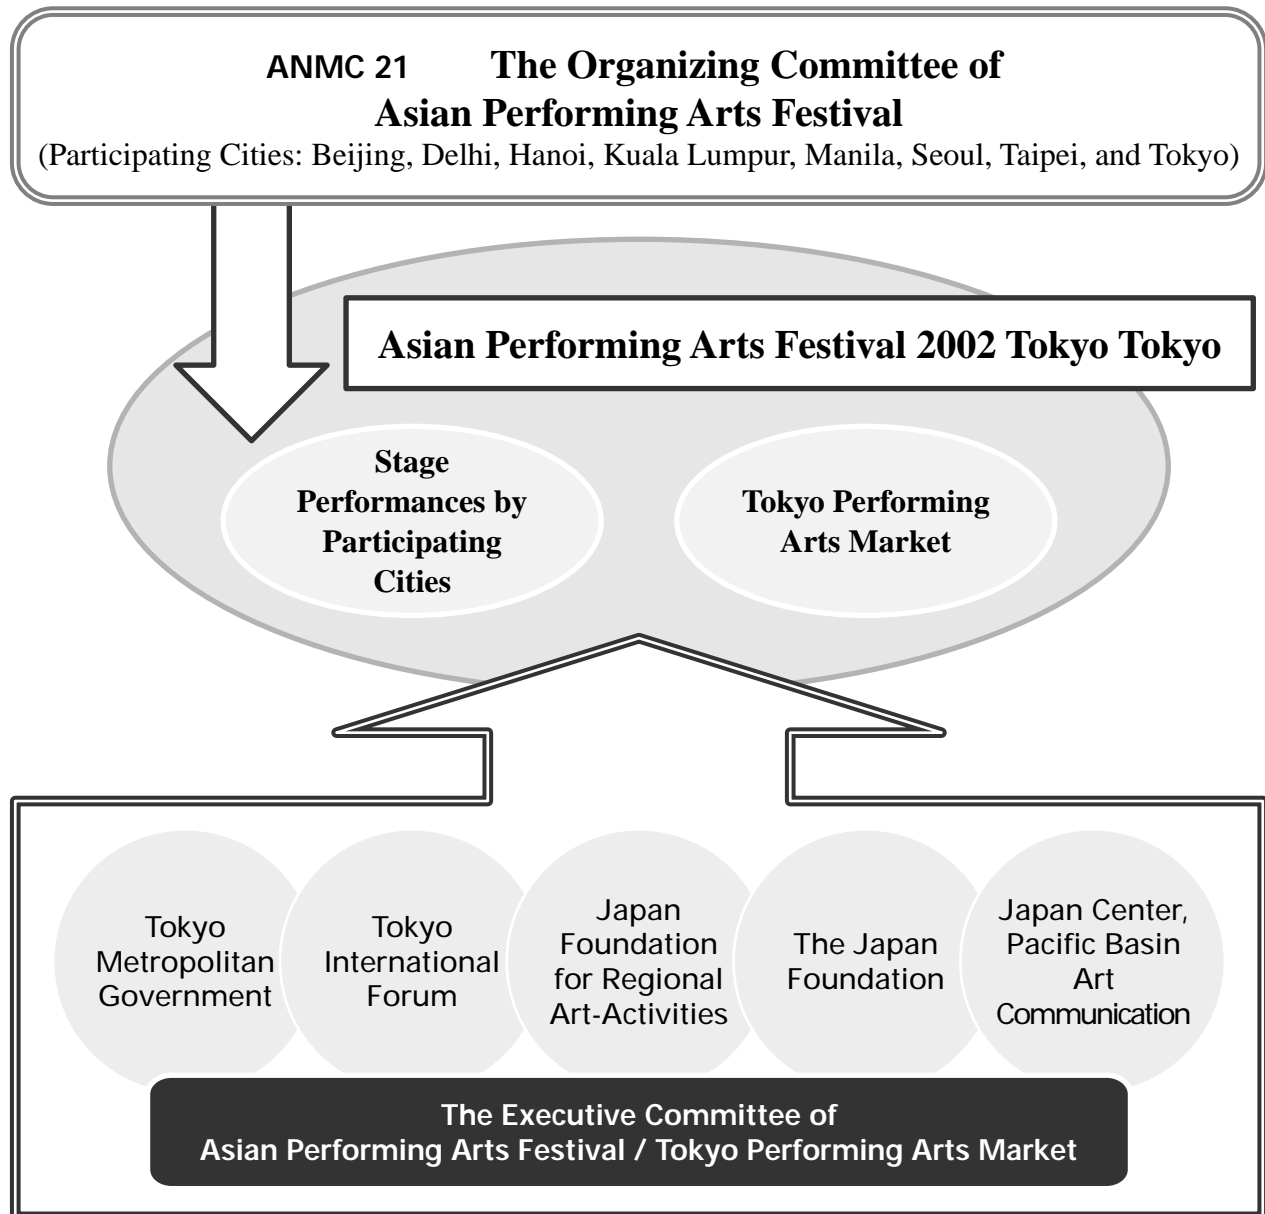 ANMC 21 The Organizing Committee of
Asian Performing Arts Festival
(Participating Cities: Beijing, Delhi, Hanoi, Kuala Lumpur, Manila, Seoul, Taipei, and Tokyo)
Asian Performing Arts Festival 2002 Tokyo Tokyo
Stage
Performances by
Participating
Cities
Tokyo Performing
Arts Market
Tokyo
Metropolitan
Government
Tokyo
International
Forum
Japan
Foundation
for Regional
Art-Activities
The Japan
Foundation
Japan Center,
Pacific Basin
Art
Communication
The Executive Committee of
Asian Performing Arts Festival / Tokyo Performing Arts Market